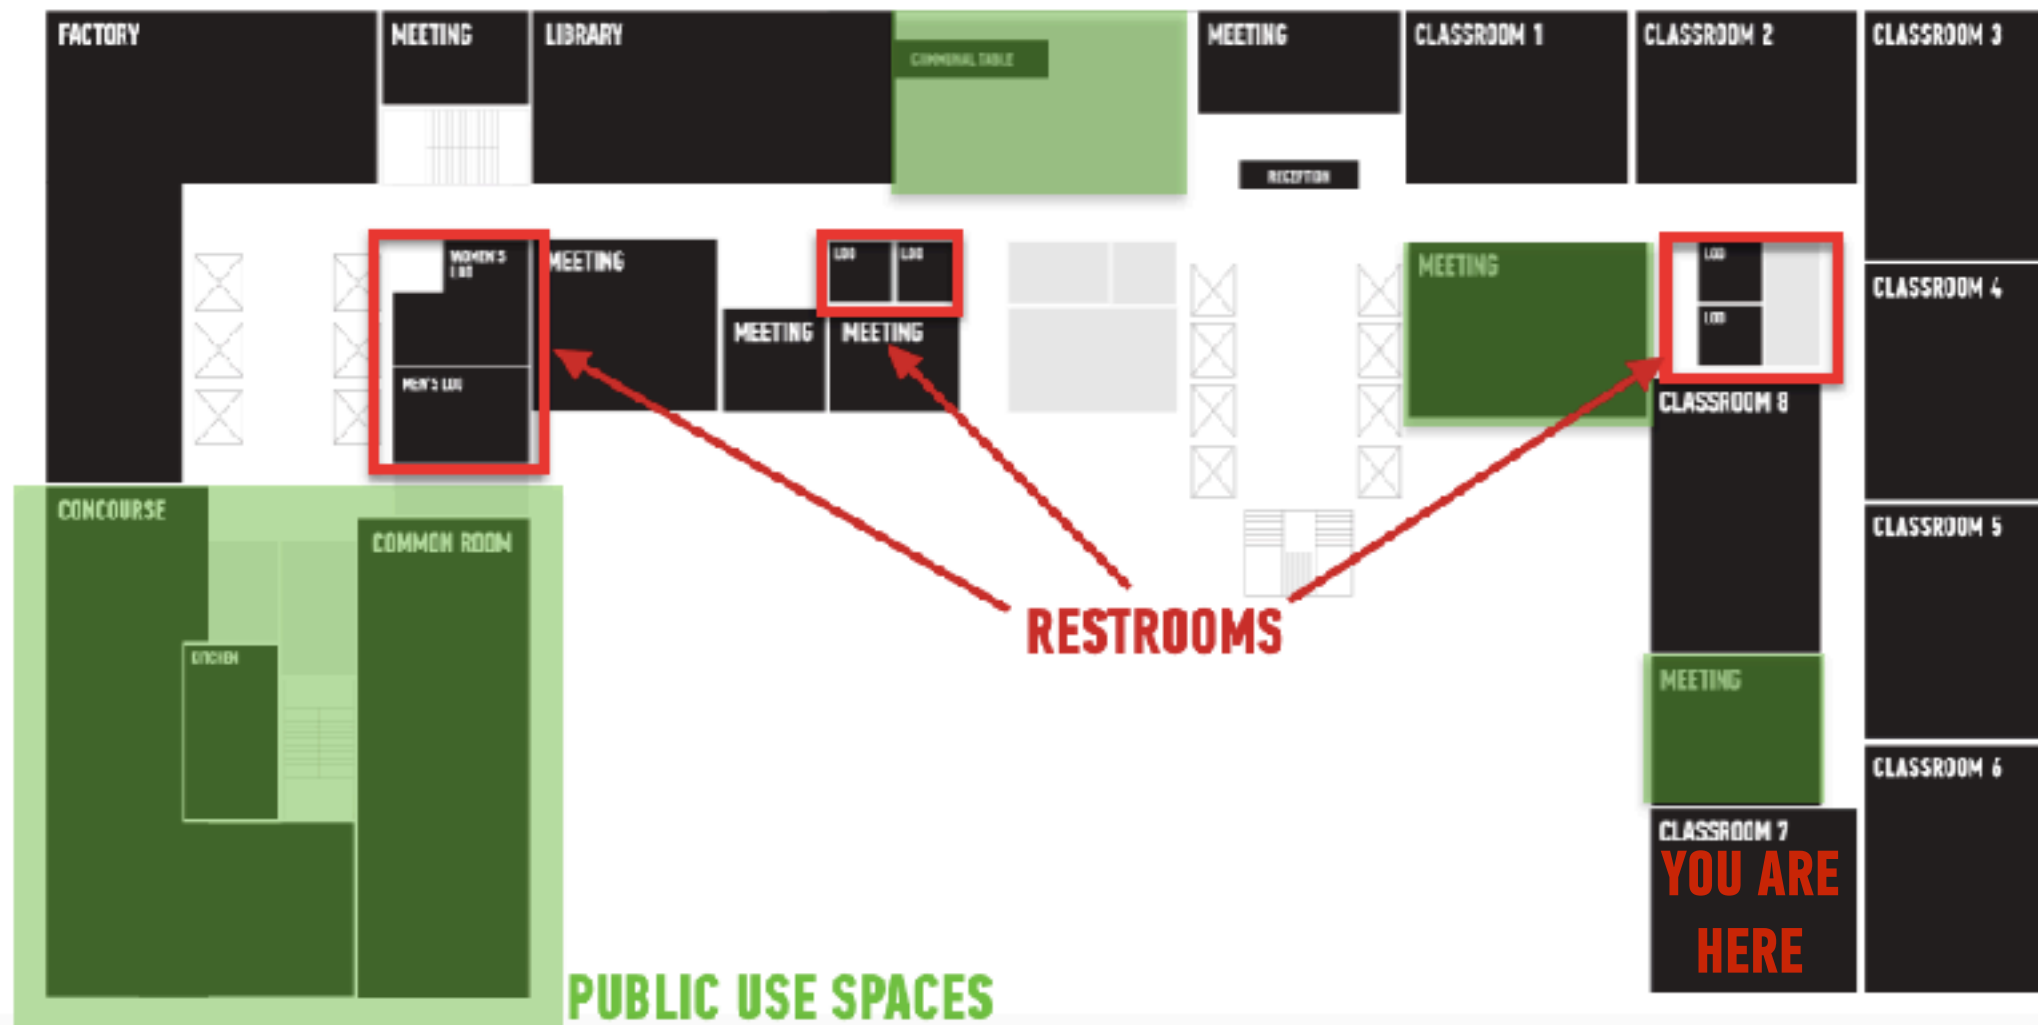 FACTORY
MEETING
LIBRARY
COMMUNAL TABLE
MEETING
CLASSROOM 1
CLASSROOM 2
CLASSROOM 3
RECEPTION
WOMEN'S
LOO
MEETING
LOO
LOO
MEETING
LOO
CLASSROOM 4
LOO
MEETING
MEETING
MEN'S LOO
CLASSROOM 8
CONCOURSE
COMMON ROOM
CLASSROOM 5
RESTROOMS
KITCHEN
MEETING
CLASSROOM 6
CLASSROOM 7
YOU ARE
HERE
PUBLIC USE SPACES